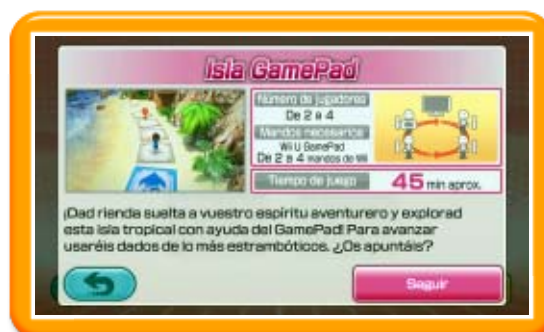 Isla GamePad
Número de jugadores
De 2 a 4
Mandos necesarios
Wii U GamePad
De 2 a 4 mandos de Wii
Tiempo de juego
45 min aprox.
¡Dad rienda suelta a vuestro espíritu aventurero y explorad
esta isla tropical con ayuda del GamePad! Para avanzar
usaréis dados de lo más estrambóticos. ¿Os apuntáis?
Seguir